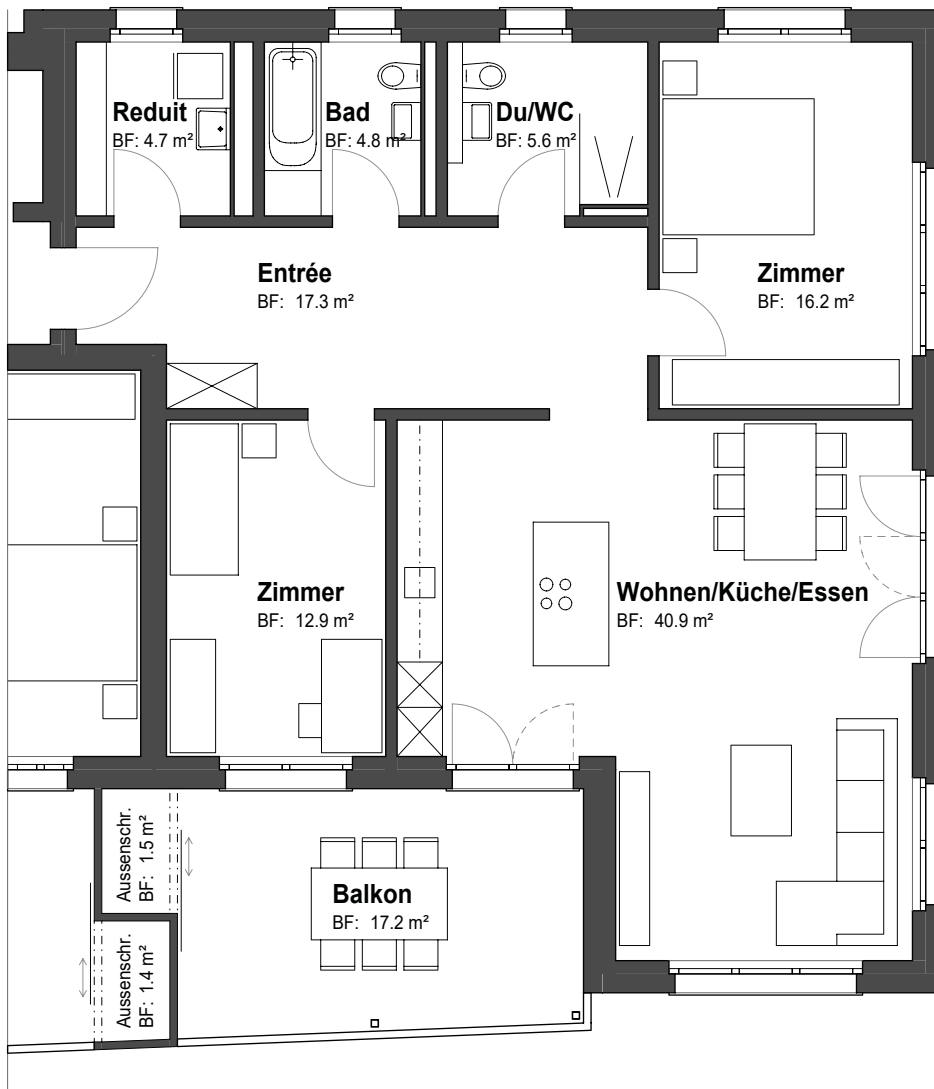 Reduit
BF: 4.7 m²
Bad
BF: 4.8 m²
Du/WC
BF: 5.6 m²
Entrée
BF: 17.3 m²
Zimmer
BF: 16.2 m²
Zimmer
BF: 12.9 m²
Wohnen/Küche/Essen
BF: 40.9 m²
Aussenschr.
BF: 1.5 m²
Balkon
BF: 17.2 m²
Aussenschr.
BF: 1.4 m²